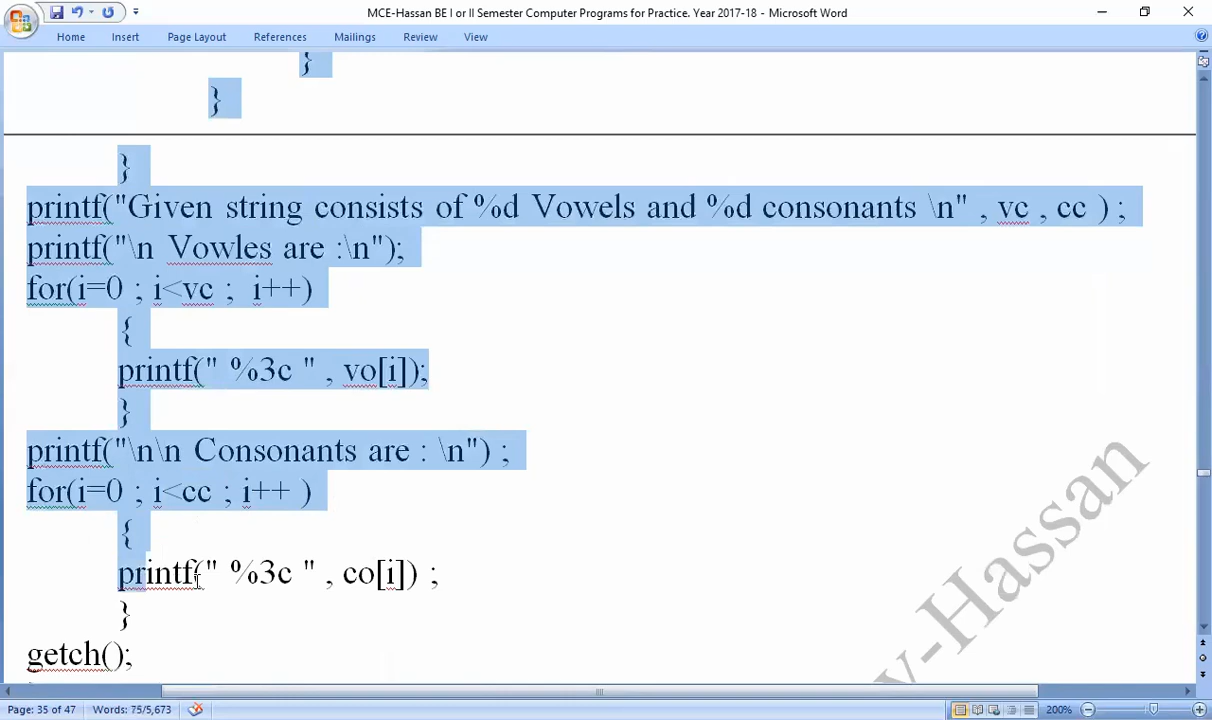 MCE-Hassan BE I or II Semester Computer Programs for Practice. Year 2017-18 - Microsoft Word
Home Insert Page Layout References Mailings Review View
}
}
}
printf("Given string consists of %d Vowels and %d consonants \n" , vc , cc ) ;
printf("\n Vowles are :\n");
for(i=0 ; i<vc ; i++)
{
printf(" %3c " , vo[i]);
}
printf("\n\n Consonants are : \n") ;
for(i=0 ; i<cc ; i++ )
{
printf(" %3c " , co[i]) ;
}
getch();
v-Hassan
Page: 35 of 47 Words: 75/5,673 200%